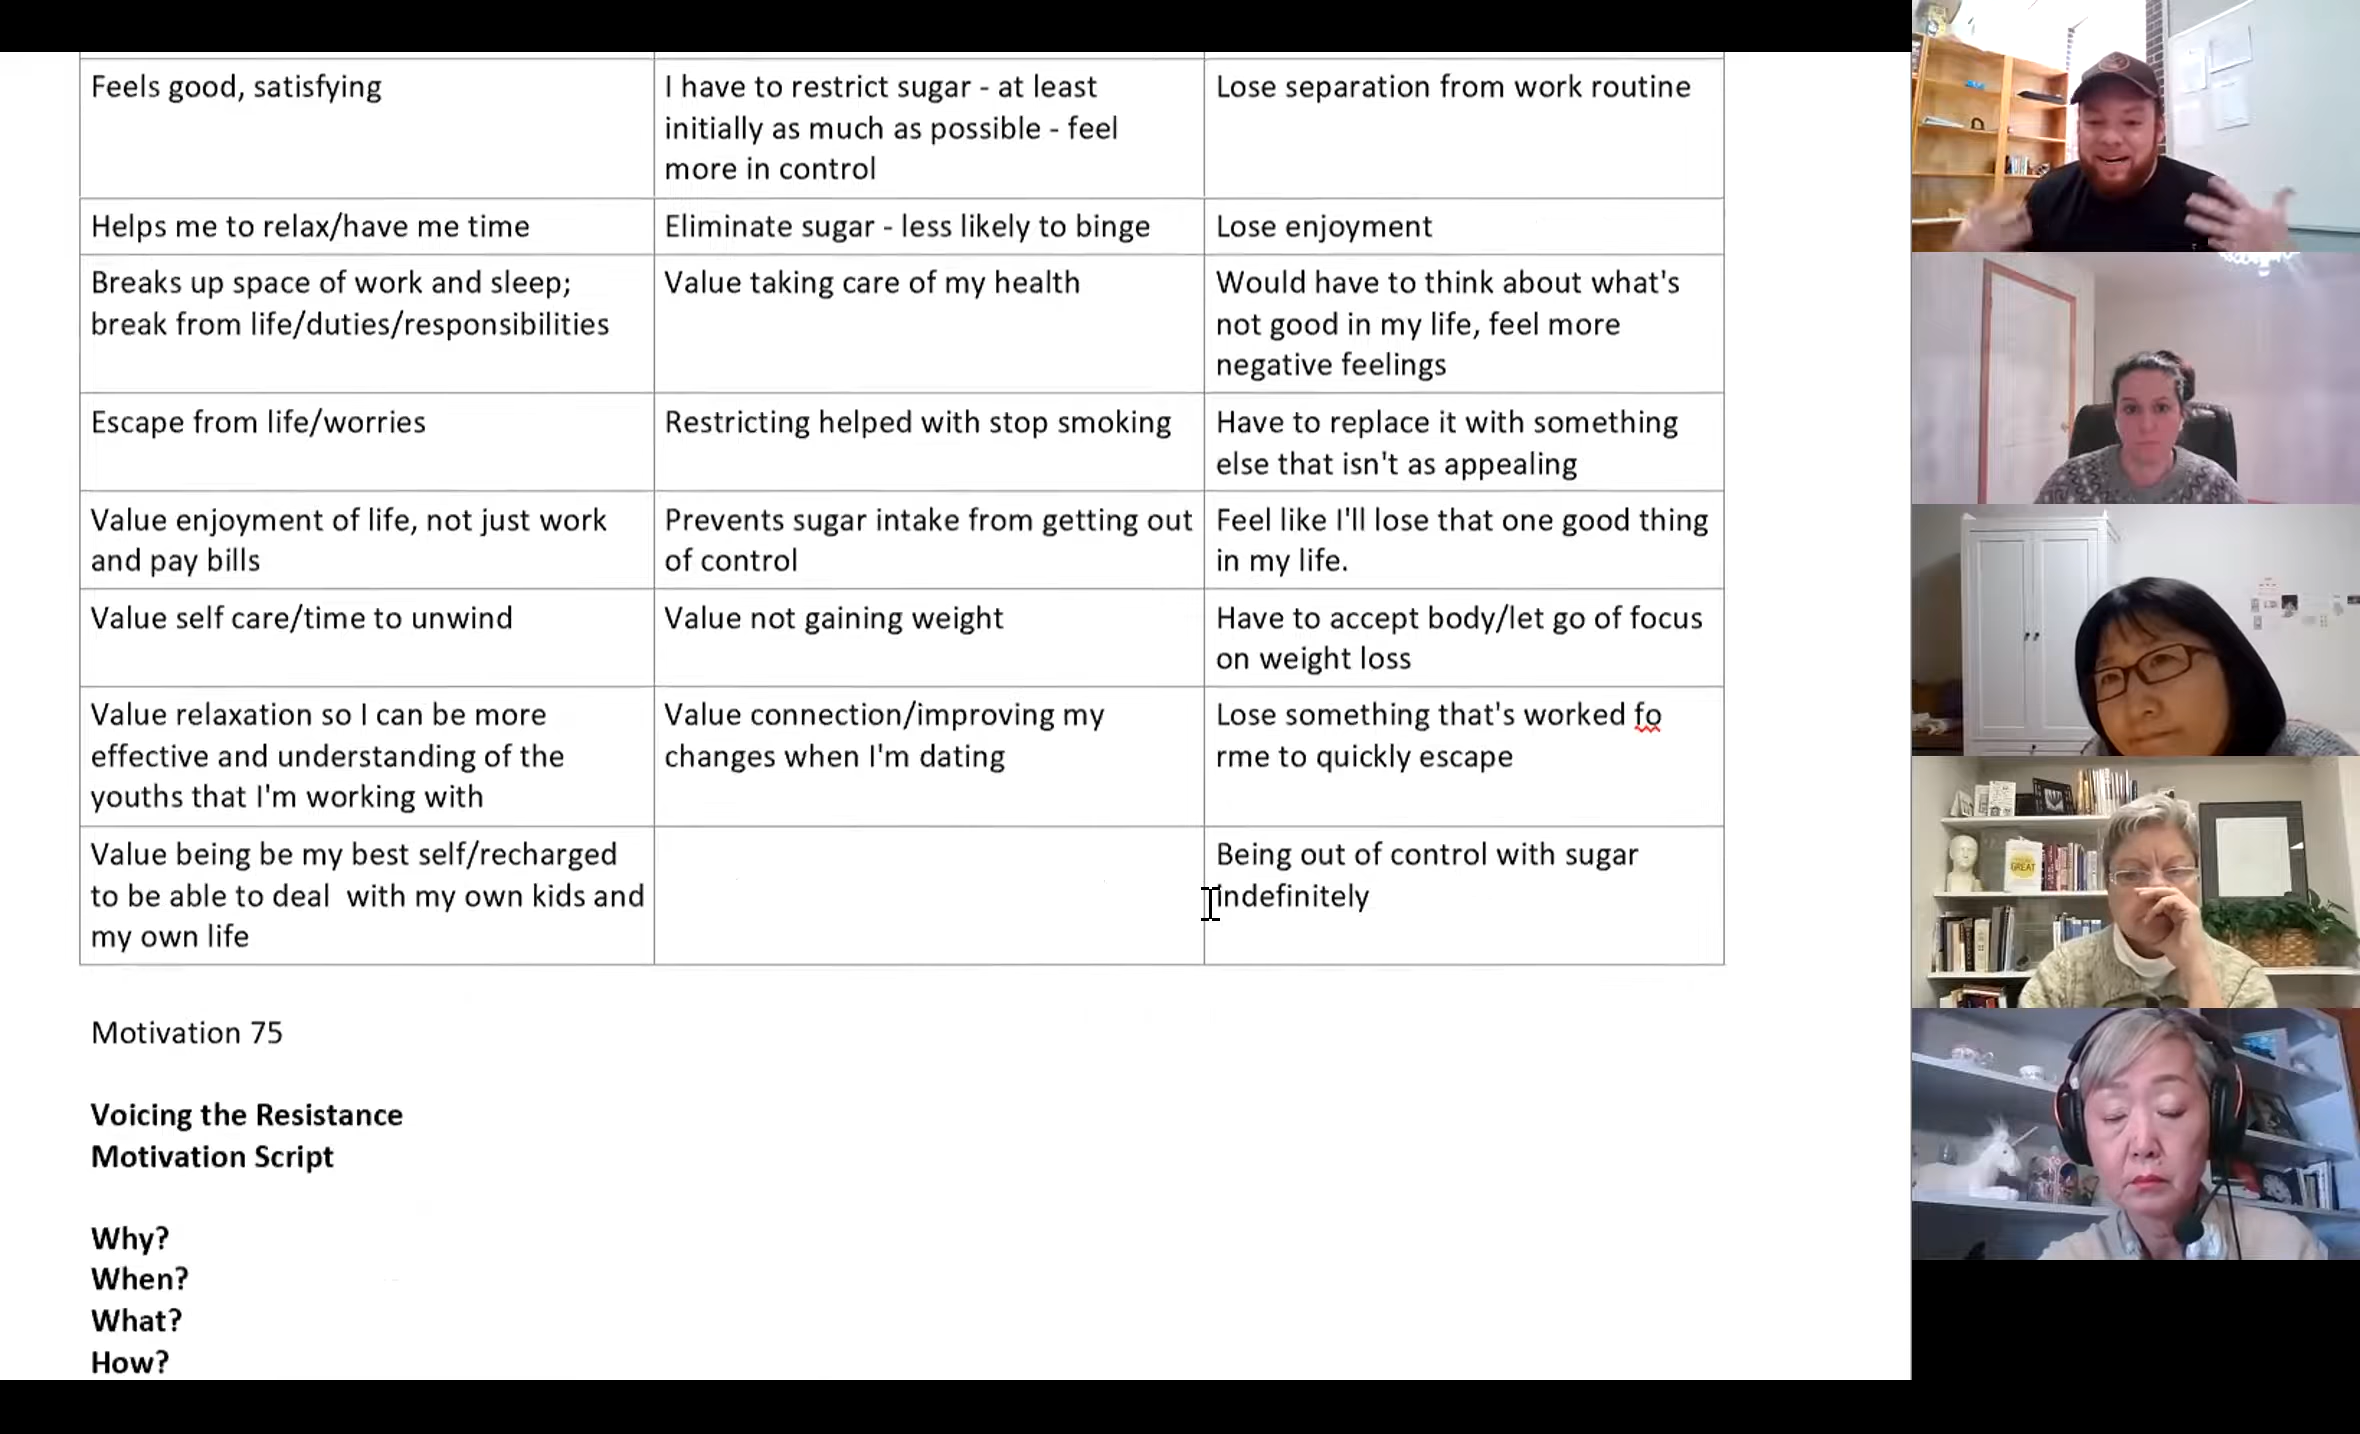 Feels good, satisfying
I have to restrict sugar - at least
initially as much as possible - feel
more in control
Lose separation from work routine
Helps me to relax/have me time
Eliminate sugar - less likely to binge
Lose enjoyment
Breaks up space of work and sleep;
break from life/duties/responsibilities
Value taking care of my health
Would have to think about what's
not good in my life, feel more
negative feelings
Escape from life/worries
Restricting helped with stop smoking
Have to replace it with something
else that isn't as appealing
Value enjoyment of life, not just work
and pay bills
Prevents sugar intake from getting out
of control
Feel like I'll lose that one good thing
in my life.
Value self care/time to unwind
Value not gaining weight
Have to accept body/let go of focus
on weight loss
Value relaxation so I can be more
effective and understanding of the
youths that I'm working with
Value connection/improving my
changes when I'm dating
Lose something that's worked fo
rme to quickly escape
Value being be my best self/recharged
to be able to deal  with my own kids and
my own life
Being out of control with sugar
indefinitely
Motivation 75
Voicing the Resistance
Motivation Script
Why?
When?
What?
How?
GREAT